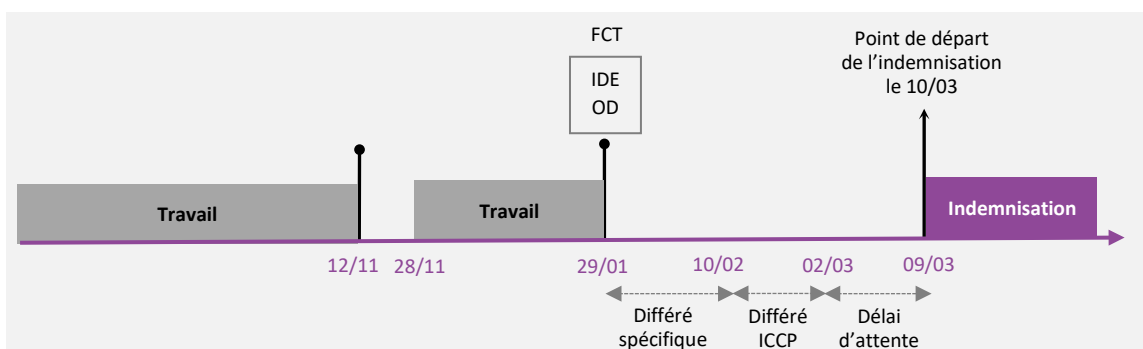 FCT
IDE
OD
Point de départ
de l’indemnisation
le 10/03
Travail
Travail
Indemnisation
12/11
28/11
29/01
10/02
02/03
09/03
Différé
spécifique
Différé
ICCP
Délai
d’attente